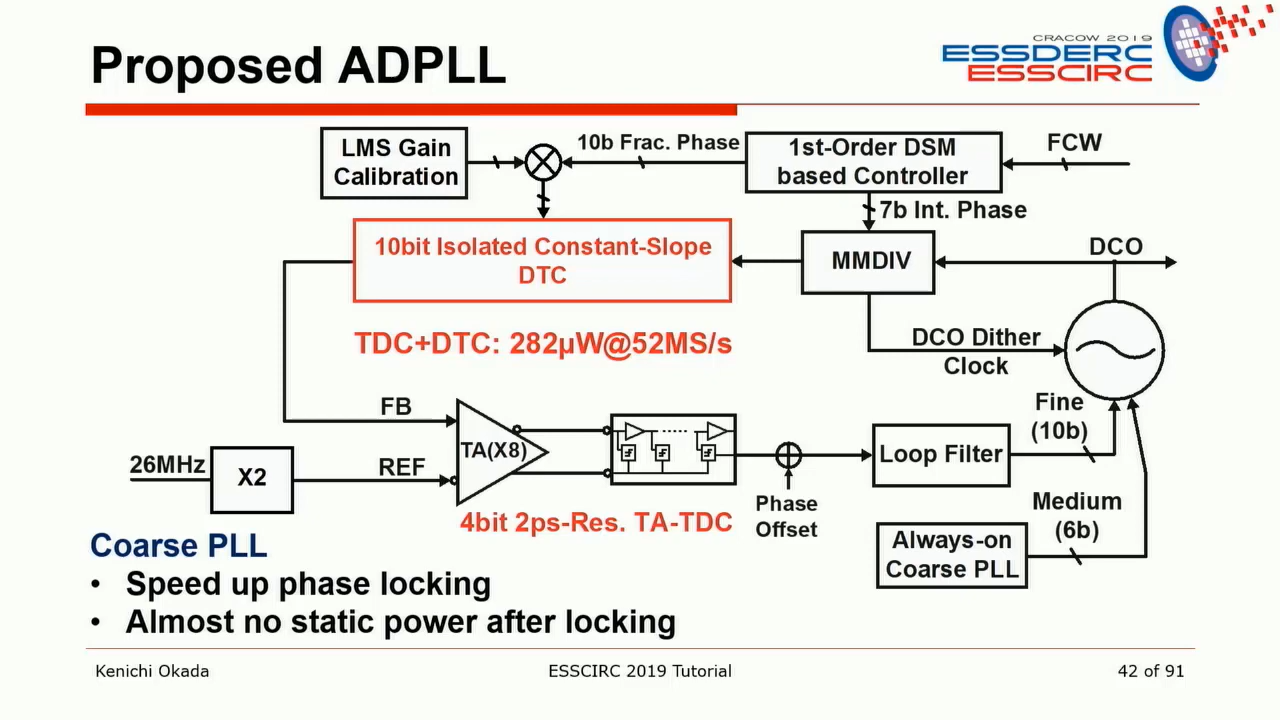 Proposed ADPLL
CRACOW 2019
ESSDERC
ESSCIRC
LMS Gain
Calibration
10b Frac. Phase
1st-Order DSM
based Controller
FCW
7b Int. Phase
10bit Isolated Constant-Slope
DTC
MMDIV
DCO
TDC+DTC: 282µW@52MS/s
DCO Dither
Clock
FB
Fine
(10b)
TA(X8)
26MHz
X2
REF
Loop Filter
Phase
Offset
Medium
(6b)
4bit 2ps-Res. TA-TDC
Always-on
Coarse PLL
Coarse PLL
• Speed up phase locking
• Almost no static power after locking
Kenichi Okada
ESSCIRC 2019 Tutorial
42 of 91